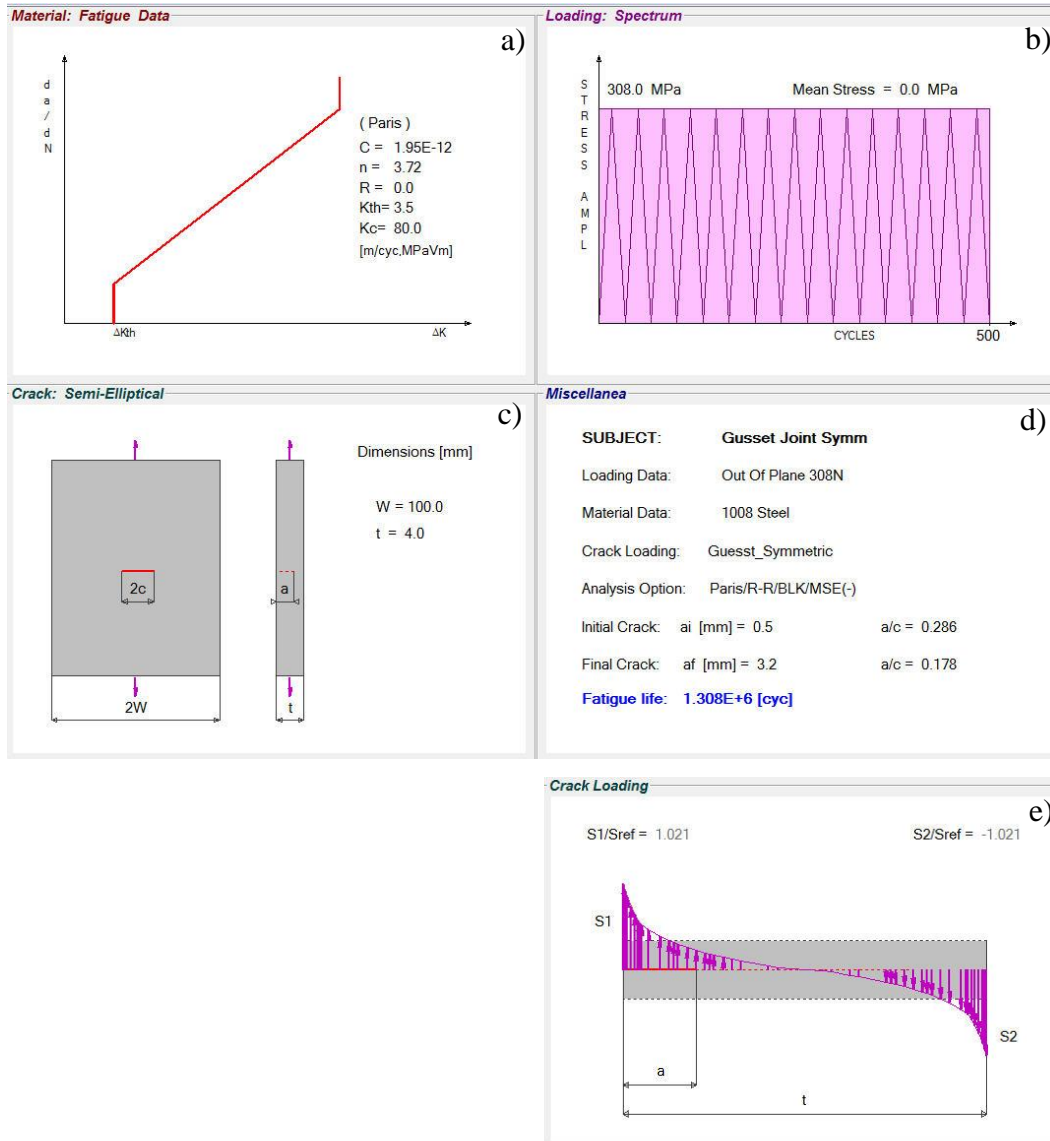 Material: Fatigue Data
a)
da/dN
( Paris )
C = 1.95E-12
n = 3.72
R = 0.0
Kth= 3.5
Kc= 80.0
[m/cyc,MPaVm]
ΔKth
ΔK
Loading: Spectrum
b)
STRESS AMPL
308.0 MPa
Mean Stress = 0.0 MPa
CYCLES
500
Crack: Semi-Elliptical
c)
Dimensions [mm]
W = 100.0
t = 4.0
2c
a
2W
t
Miscellanea
d)
SUBJECT: Gusset Joint Symm
Loading Data: Out Of Plane 308N
Material Data: 1008 Steel
Crack Loading: Guesst_Symmetric
Analysis Option: Paris/R-R/BLK/MSE(-)
Initial Crack: ai [mm] = 0.5 a/c = 0.286
Final Crack: af [mm] = 3.2 a/c = 0.178
Fatigue life: 1.308E+6 [cyc]
Crack Loading
e)
S1/Sref = 1.021
S2/Sref = -1.021
S1
S2
a
t